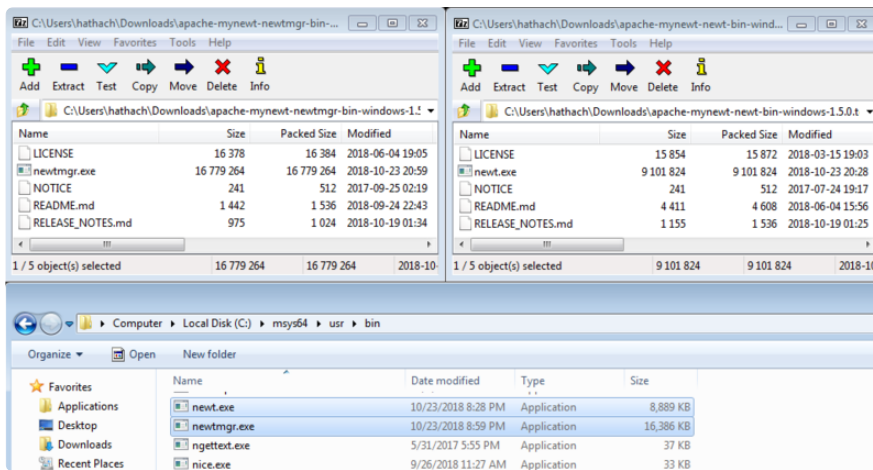 C:\Users\hathach\Downloads\apache-mynewt-newtmgr-bin-...
File Edit View Favorites Tools Help
Add Extract Test Copy Move Delete Info
C:\Users\hathach\Downloads\apache-mynewt-newtmgr-bin-windows-1.5
Name Size Packed Size Modified
LICENSE 16 378 16 384 2018-06-04 19:05
newtmgr.exe 16 779 264 16 779 264 2018-10-23 20:59
NOTICE 241 512 2017-09-25 02:19
README.md 1 442 1 536 2018-09-24 22:43
RELEASE_NOTES.md 975 1 024 2018-10-19 01:34
1 / 5 object(s) selected 16 779 264 16 779 264 2018-10-
C:\Users\hathach\Downloads\apache-mynewt-newt-bin-wind...
File Edit View Favorites Tools Help
Add Extract Test Copy Move Delete Info
C:\Users\hathach\Downloads\apache-mynewt-newt-bin-windows-1.5.0.t
Name Size Packed Size Modified
LICENSE 15 854 15 872 2018-03-15 19:03
newt.exe 9 101 824 9 101 824 2018-10-23 20:28
NOTICE 241 512 2017-07-24 19:17
README.md 4 411 4 608 2018-06-04 15:56
RELEASE_NOTES.md 1 155 1 536 2018-10-19 01:25
1 / 5 object(s) selected 9 101 824 9 101 824 2018-10
Computer Local Disk (C:) msys64 usr bin
Organize Open New folder
Favorites
Applications
Desktop
Downloads
Recent Places
Name Date modified Type Size
newt.exe 10/23/2018 8:28 PM Application 8,889 KB
newtmgr.exe 10/23/2018 8:59 PM Application 16,386 KB
ngettext.exe 5/31/2017 5:55 PM Application 37 KB
nice.exe 9/26/2018 11:27 AM Application 33 KB